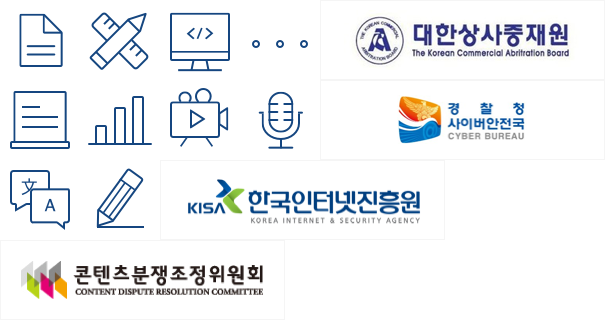 </>
대한상사중재원
The Korean Commercial Abritration Board
THE KOREAN COMMERCIAL
ARBITRATION BOARD
경찰청
사이버안전국
CYBER BUREAU
文
A
KISA 한국인터넷진흥원
KOREA INTERNET & SECURITY AGENCY
콘텐츠분쟁조정위원회
CONTENT DISPUTE RESOLUTION COMMITTEE